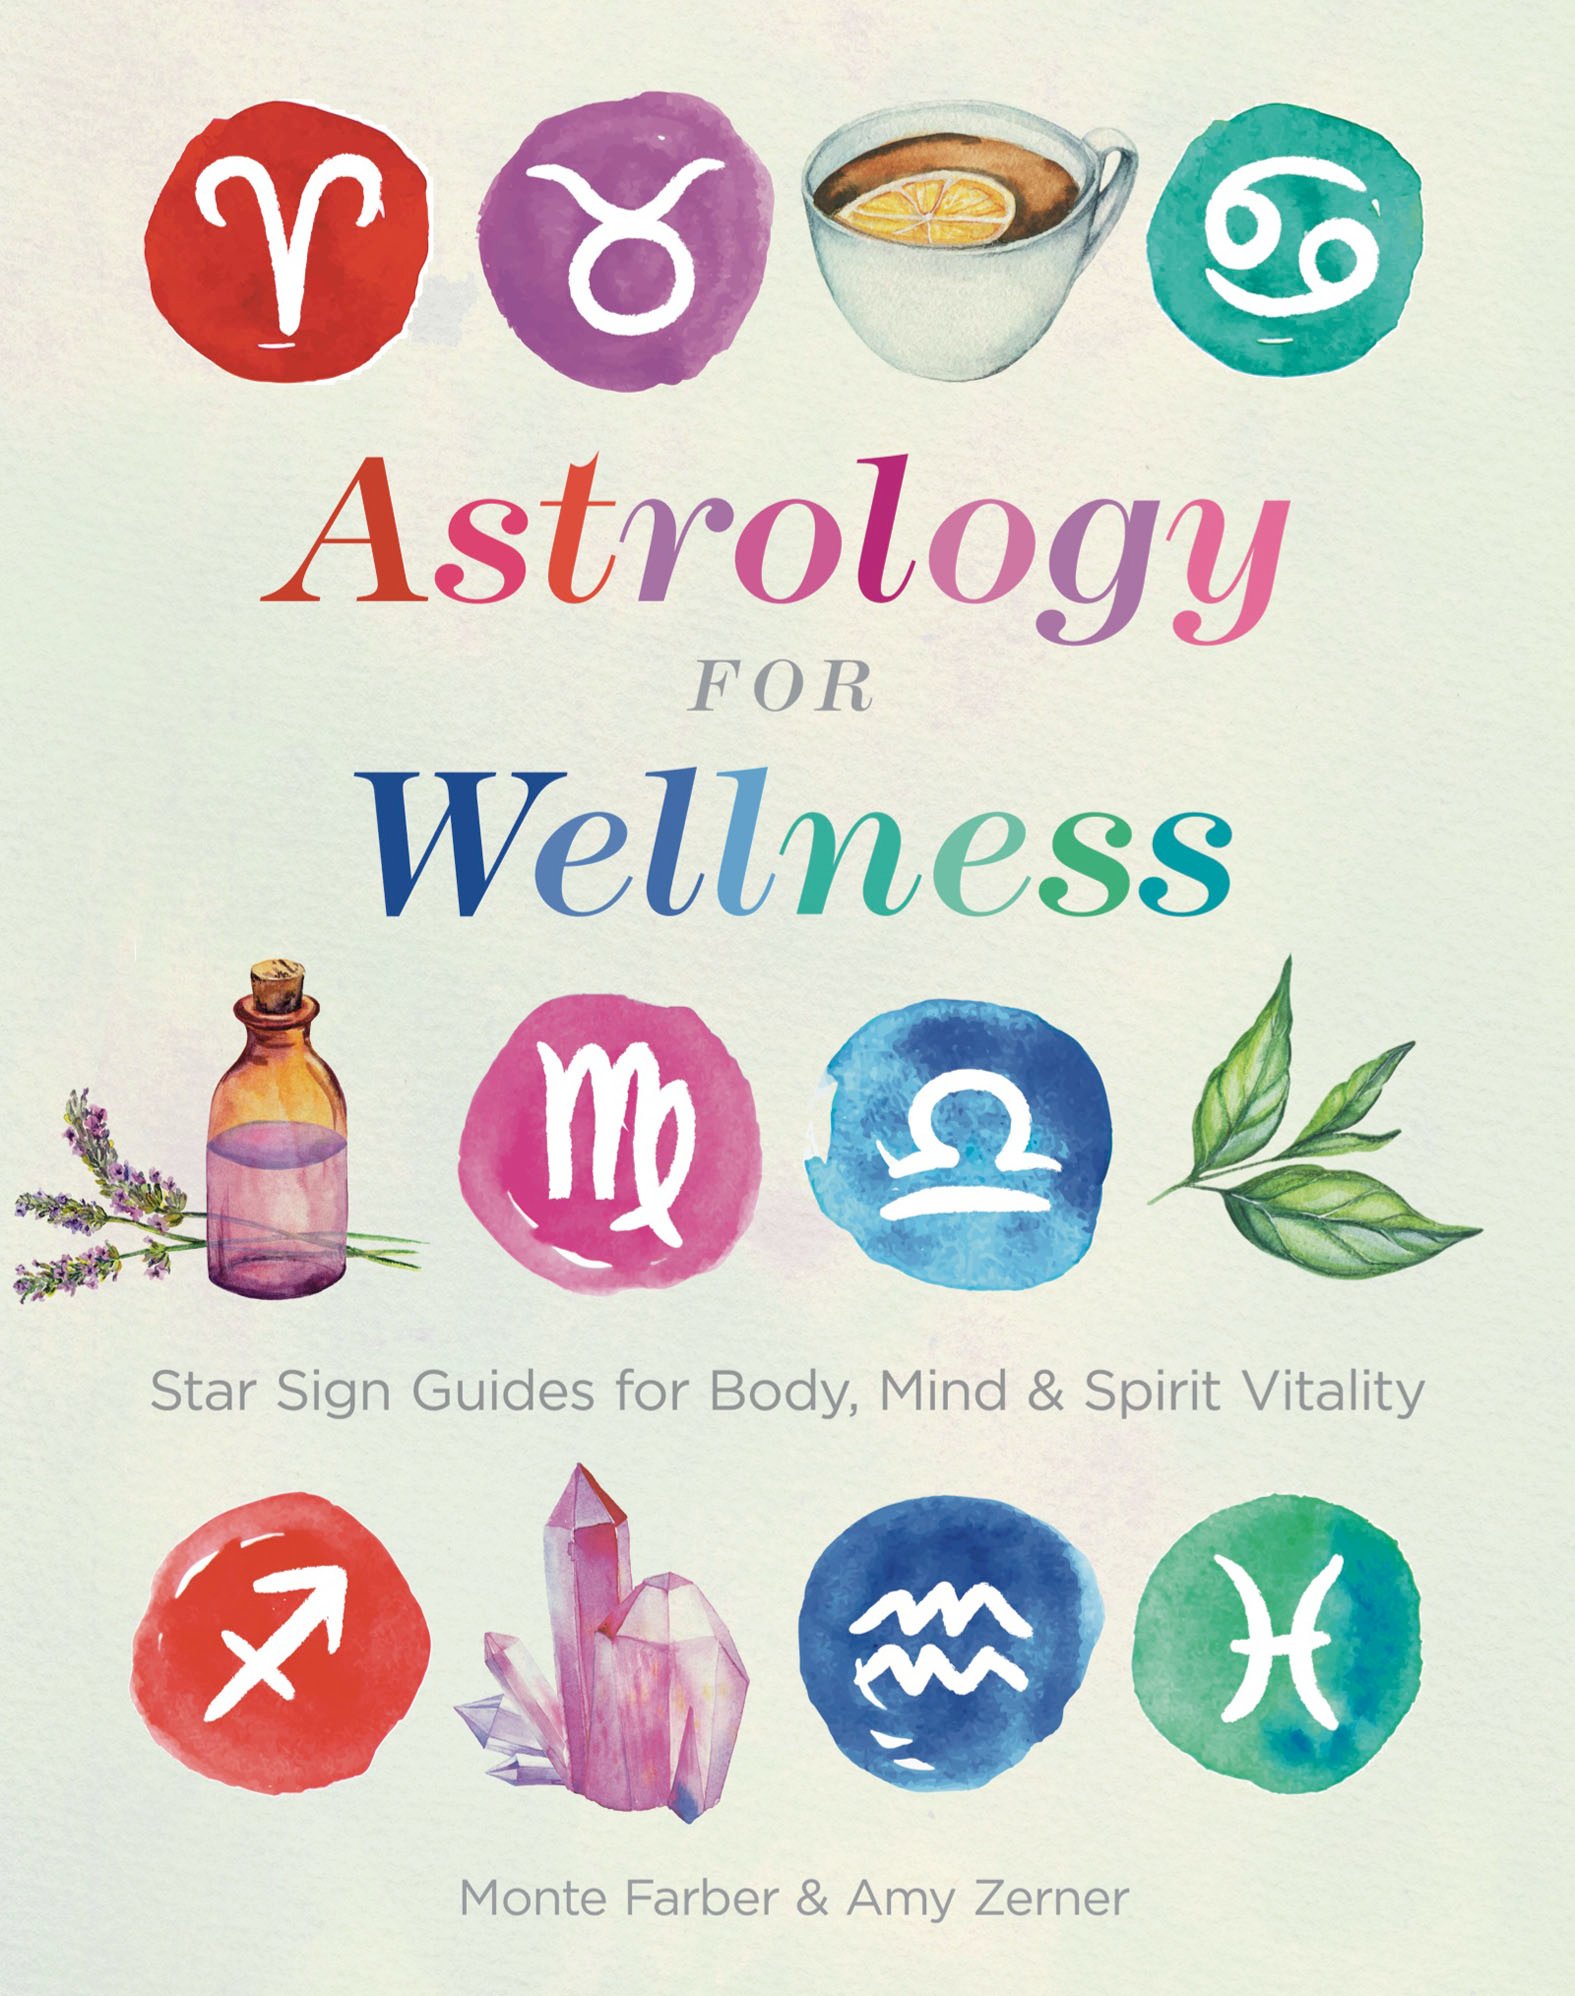 Astrology
FOR
Wellness
Star Sign Guides for Body, Mind & Spirit Vitality
Monte Farber & Amy Zerner